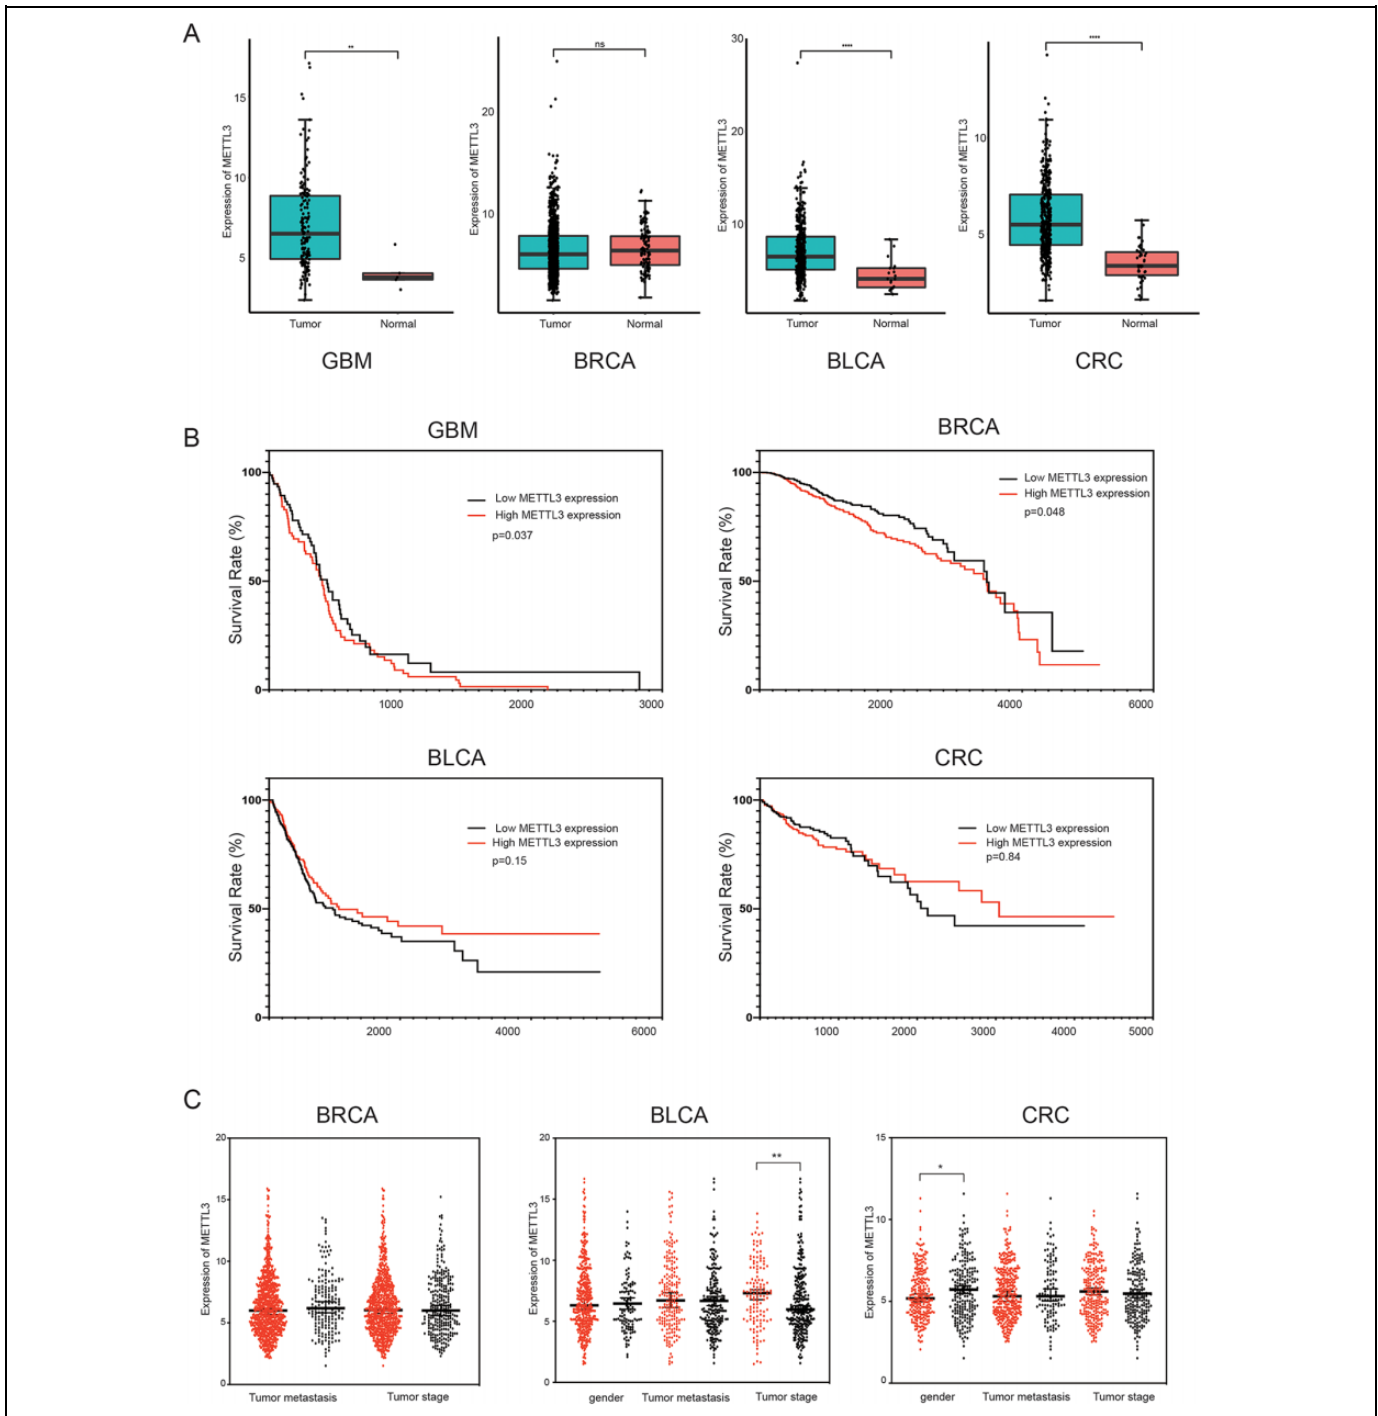 A
**
ns
****
****
Expression of METTL3
15
10
5
Tumor
Normal
GBM
Expression of METTL3
20
10
Tumor
Normal
BRCA
Expression of METTL3
30
20
10
Tumor
Normal
BLCA
Expression of METTL3
10
5
Tumor
Normal
CRC
B
GBM
Survival Rate (%)
100
50
0
Low METTL3 expression
High METTL3 expression
p=0.037
1000
2000
3000
BRCA
Survival Rate (%)
100
50
0
Low METTL3 expression
High METTL3 expression
p=0.048
2000
4000
6000
BLCA
Survival Rate (%)
100
50
0
Low METTL3 expression
High METTL3 expression
p=0.15
2000
4000
6000
CRC
Survival Rate (%)
100
50
0
Low METTL3 expression
High METTL3 expression
p=0.84
1000
2000
3000
4000
5000
C
BRCA
Expression of METTL3
20
15
10
5
0
Tumor metastasis
Tumor stage
BLCA
Expression of METTL3
20
15
10
5
0
**
gender
Tumor metastasis
Tumor stage
CRC
Expression of METTL3
15
10
5
0
*
gender
Tumor metastasis
Tumor stage